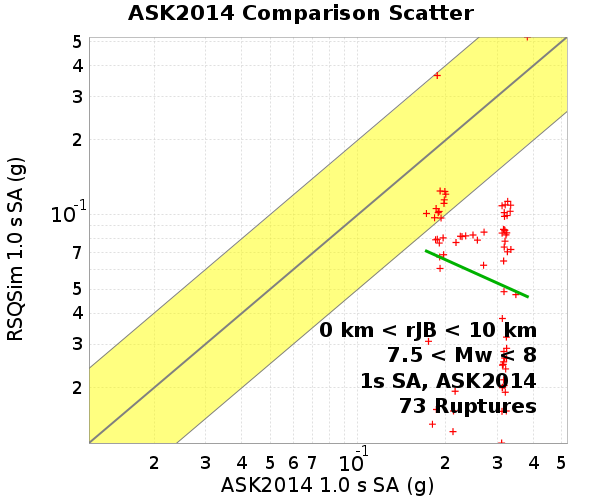 ASK2014 Comparison Scatter
RSQSim 1.0 s SA (g)
5
4
3
2
10-1
7
5
4
3
2
0 km < rJB < 10 km
7.5 < Mw < 8
1s SA, ASK2014
73 Ruptures
2 3 4 5 6 7 10-1 2 3 4 5
ASK2014 1.0 s SA (g)